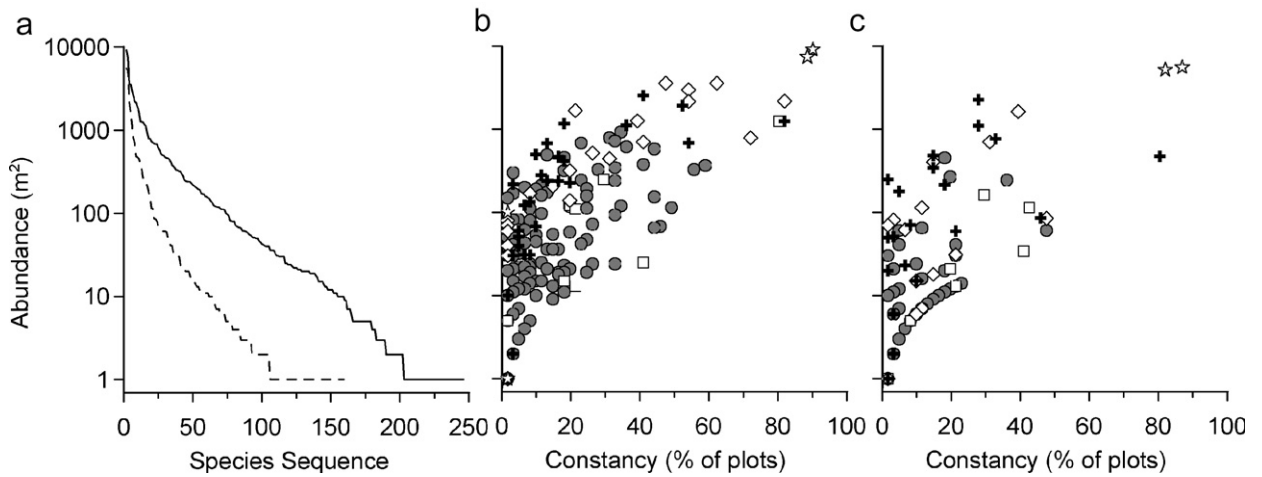 a
b
c
10000
1000
100
10
1
Abundance (m²)
0 50 100 150 200 250
Species Sequence
0 20 40 60 80 100
Constancy (% of plots)
0 20 40 60 80 100
Constancy (% of plots)